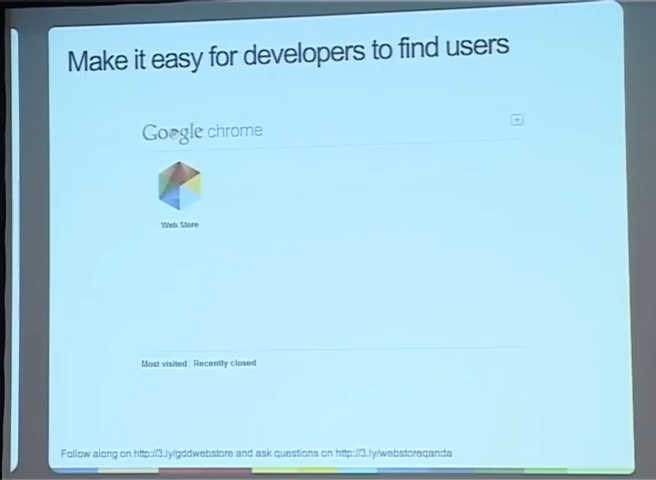 Make it easy for developers to find users
Google chrome
Web Store
Most visited Recently closed
Follow along on http://3.ly/gddwebstore and ask questions on http://3.ly/webstoreqanda